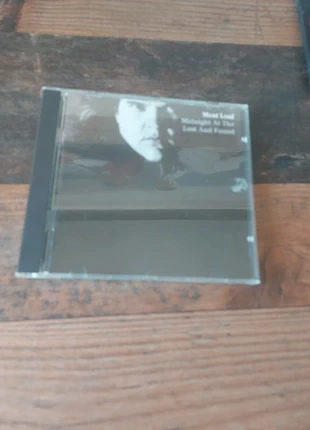 Meat Loaf
Midnight At The
Lost And Found